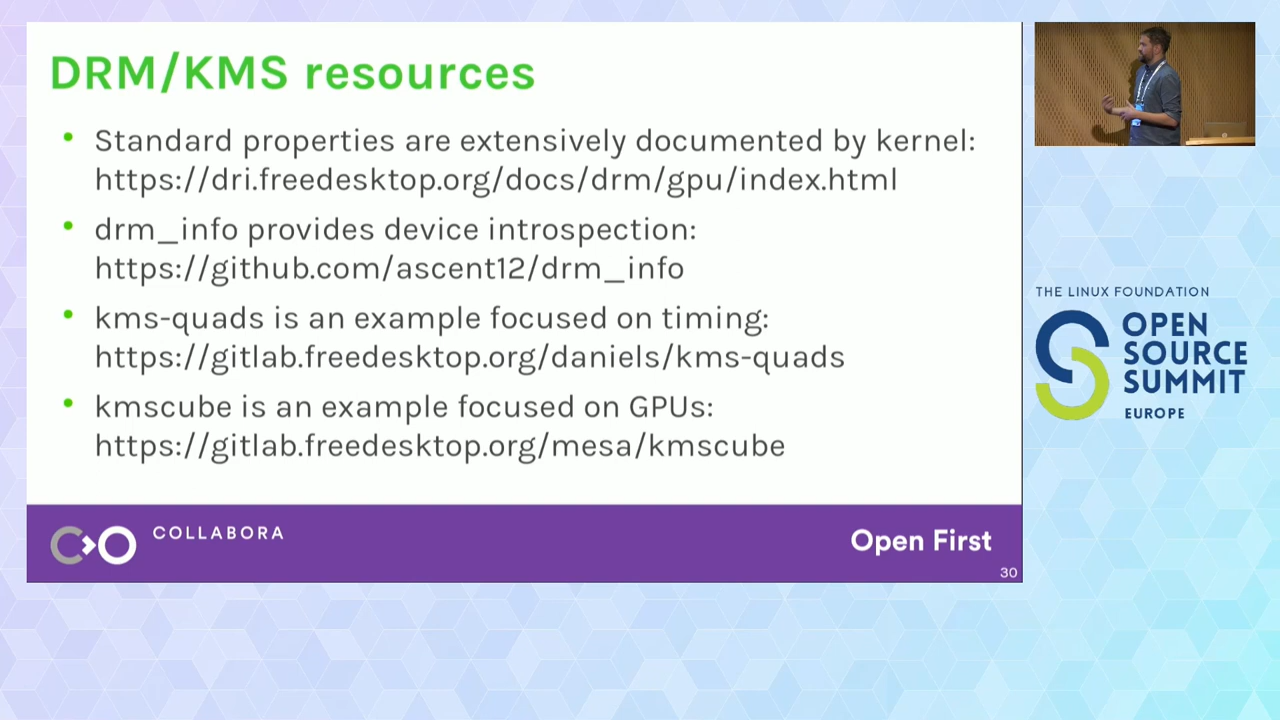 DRM/KMS resources
• Standard properties are extensively documented by kernel:
https://dri.freedesktop.org/docs/drm/gpu/index.html
• drm_info provides device introspection:
https://github.com/ascent12/drm_info
• kms-quads is an example focused on timing:
https://gitlab.freedesktop.org/daniels/kms-quads
• kmscube is an example focused on GPUs:
https://gitlab.freedesktop.org/mesa/kmscube
COLLABORA
Open First
30
THE LINUX FOUNDATION
OPEN
SOURCE
SUMMIT
EUROPE